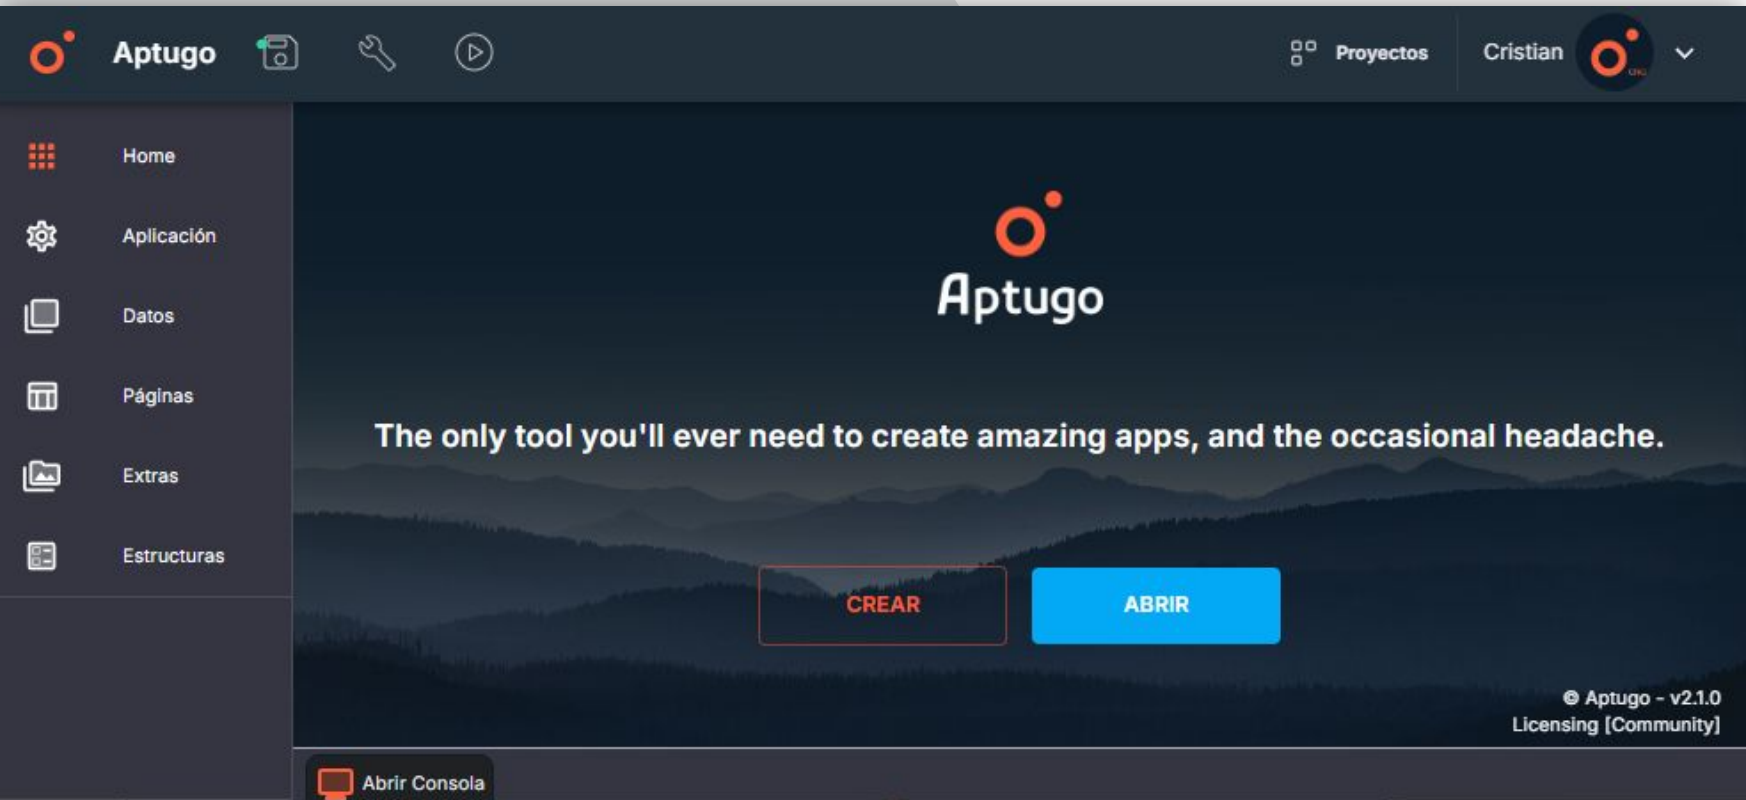 Aptugo
Proyectos
Cristian
Home
Aplicación
Datos
Páginas
Extras
Estructuras
Aptugo
The only tool you'll ever need to create amazing apps, and the occasional headache.
CREAR
ABRIR
© Aptugo - v2.1.0
Licensing [Community]
Abrir Consola